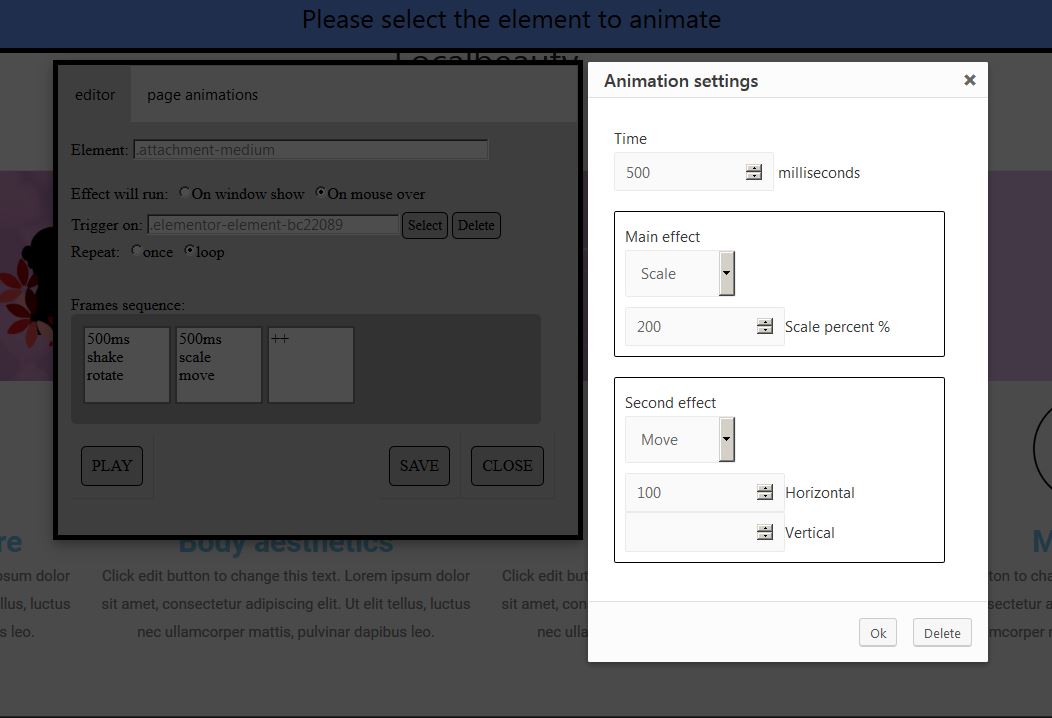 Please select the element to animate
Localbeauty
editor
page animations
Element: .attachment-medium
Effect will run: On window show On mouse over
Trigger on: .elementor-element-bc22089 Select Delete
Repeat: once loop
Frames sequence:
500ms
shake
rotate
500ms
scale
move
++
PLAY
SAVE
CLOSE
Animation settings
Time
500 milliseconds
Main effect
Scale
200 Scale percent %
Second effect
Move
100 Horizontal
Vertical
Ok
Delete
re
Body aesthetics
M
psum dolor
Click edit button to change this text. Lorem ipsum dolor
Click edit but
ton to cha
llus, luctus
sit amet, consectetur adipiscing elit. Ut elit tellus, luctus
sit amet, con
sectetur a
s leo.
nec ullamcorper mattis, pulvinar dapibus leo.
nec ulla
mcorper m